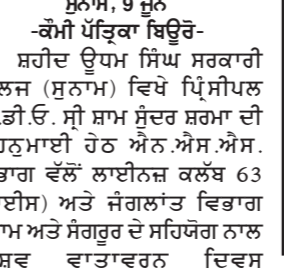 ਸੁਨਾਮ, 9 ਜੂਨ
-ਕੌਮੀ ਪੱਤ੍ਰਿਕਾ ਬਿਊਰੋ-
ਸ਼ਹੀਦ ਊਧਮ ਸਿੰਘ ਸਰਕਾਰੀ
ਲਜ (ਸੁਨਾਮ) ਵਿਖੇ ਪ੍ਰਿੰਸੀਪਲ
.ਡੀ.ਓ. ਸ੍ਰੀ ਸ਼ਾਮ ਸੁੰਦਰ ਸ਼ਰਮਾ ਦੀ
ਹਨੁਮਾਈ ਹੇਠ ਐਨ.ਐਸ.ਐਸ.
ਭਾਗ ਵੱਲੋਂ ਲਾਈਨਜ਼ ਕਲੱਬ 63
ਾਈਸ) ਅਤੇ ਜੰਗਲਾਂਤ ਵਿਭਾਗ
ਾਮ ਅਤੇ ਸੰਗਰੂਰ ਦੇ ਸਹਿਯੋਗ ਨਾਲ
ਸ਼ਵ ਵਾਤਾਵਰਨ ਦਿਵਸ